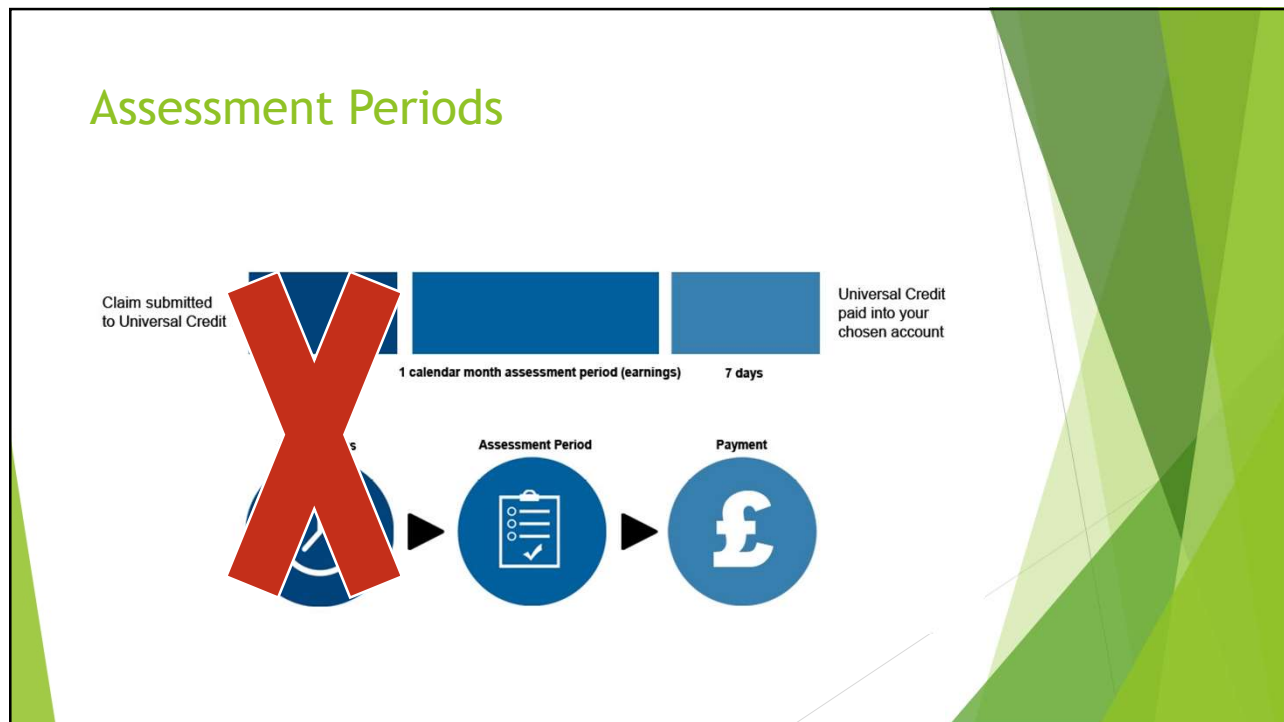 Assessment Periods
Claim submitted
to Universal Credit
Universal Credit
paid into your
chosen account
1 calendar month assessment period (earnings)
7 days
Assessment Period
Payment
£